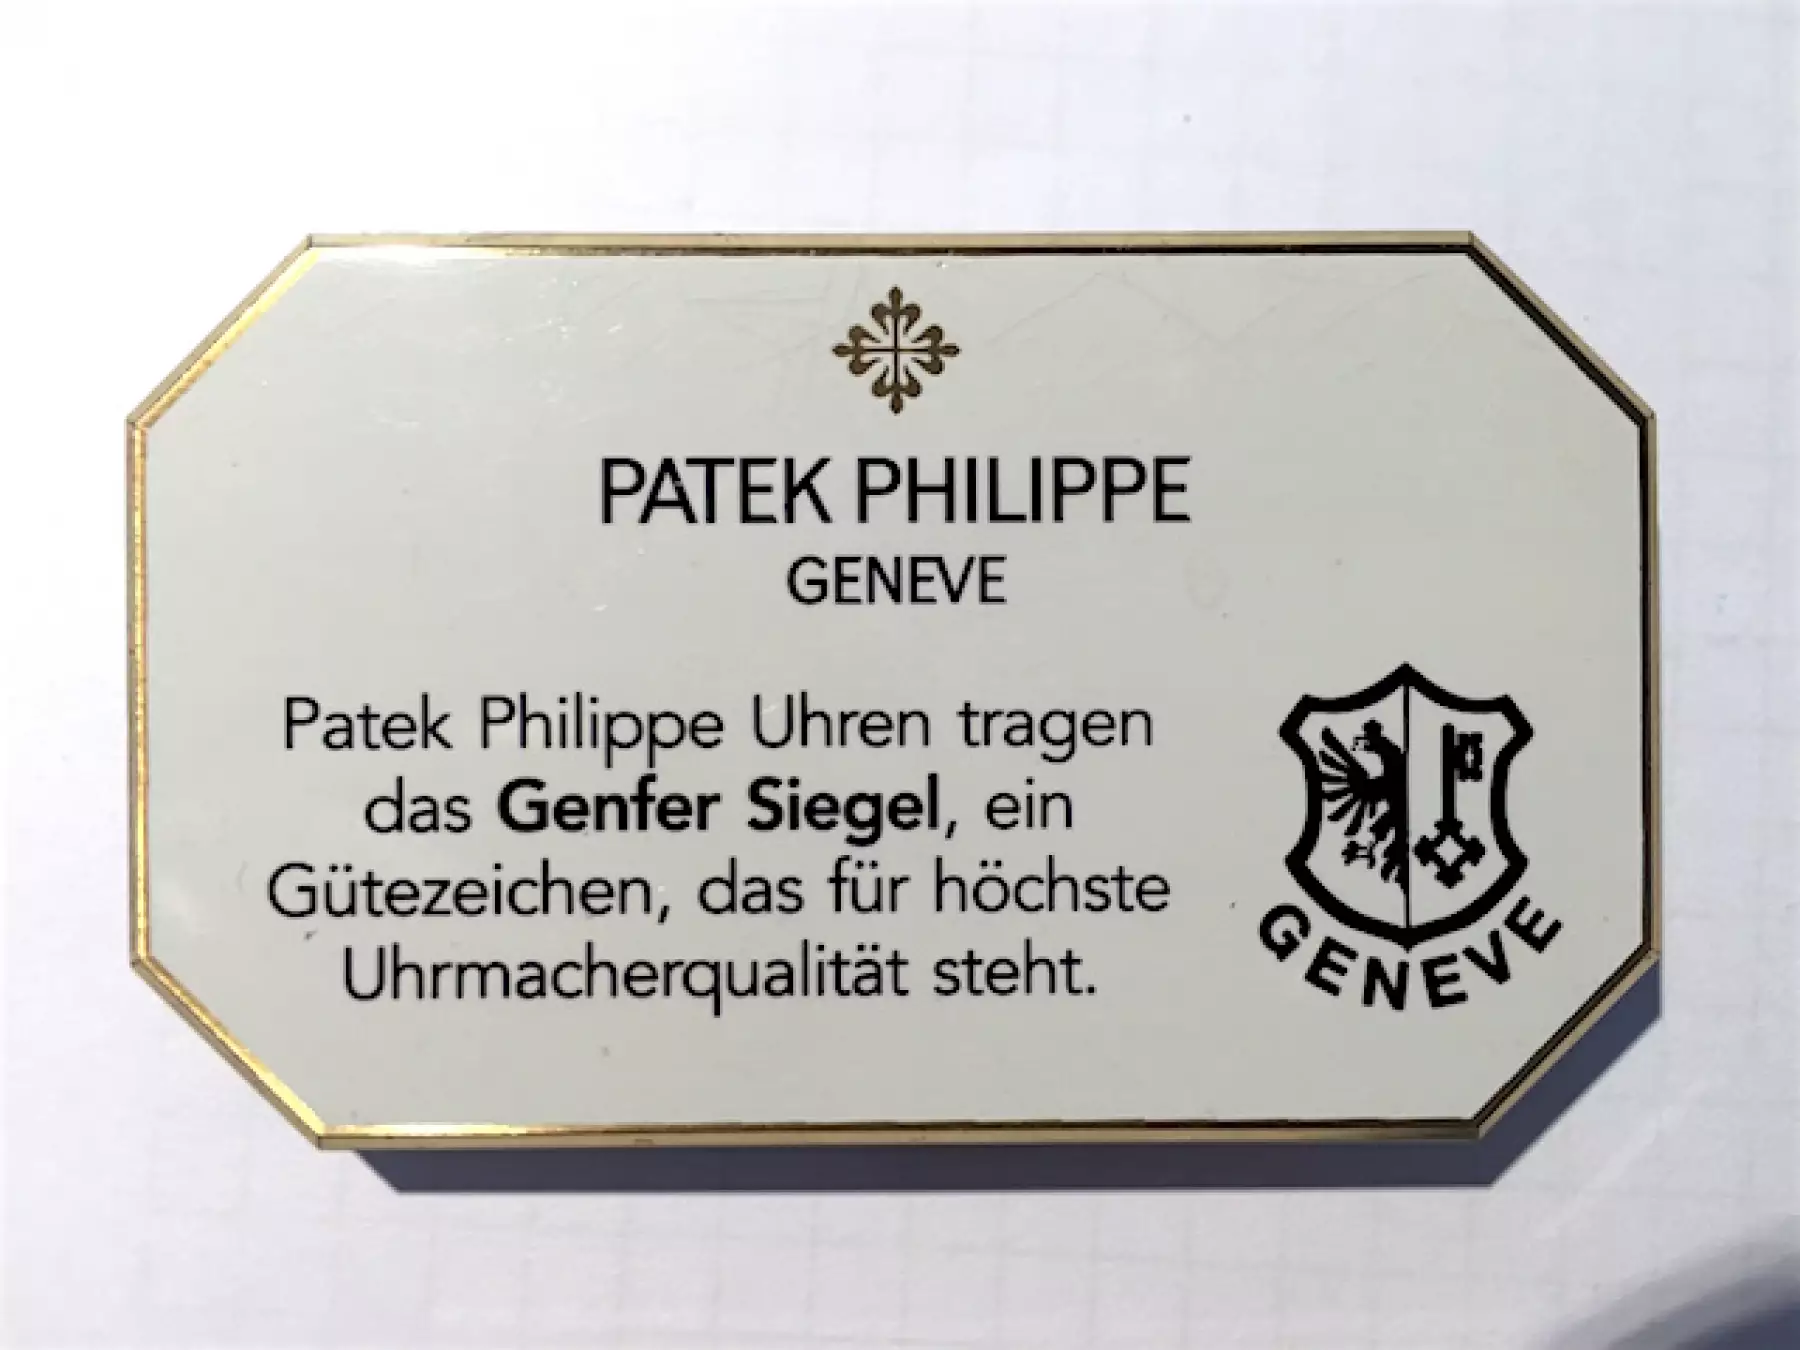 PATEK PHILIPPE
GENEVE
Patek Philippe Uhren tragen
das Genfer Siegel, ein
Gütezeichen, das für höchste
Uhrmacherqualität steht.
GENEVE